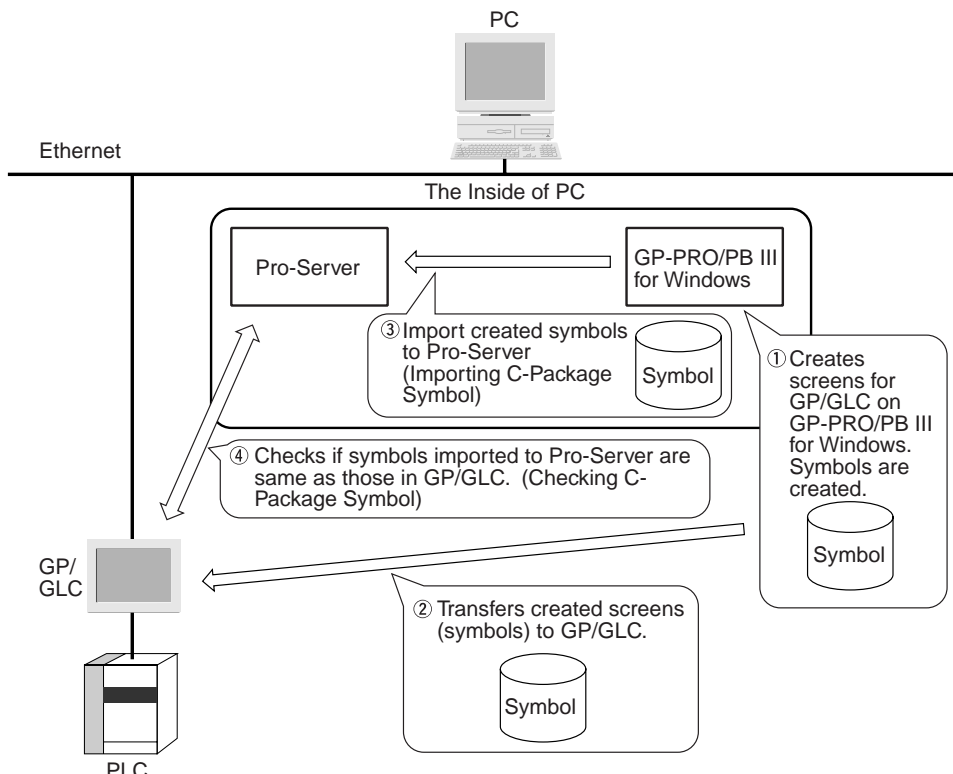 PC
Ethernet
The Inside of PC
Pro-Server
GP-PRO/PB III
for Windows
③ Import created symbols
to Pro-Server
(Importing C-Package
Symbol)
Symbol
① Creates
screens for
GP/GLC on
GP-PRO/PB III
for Windows.
Symbols are
created.
Symbol
④ Checks if symbols imported to Pro-Server are
same as those in GP/GLC. (Checking C-
Package Symbol)
GP/
GLC
② Transfers created screens
(symbols) to GP/GLC.
Symbol
PLC